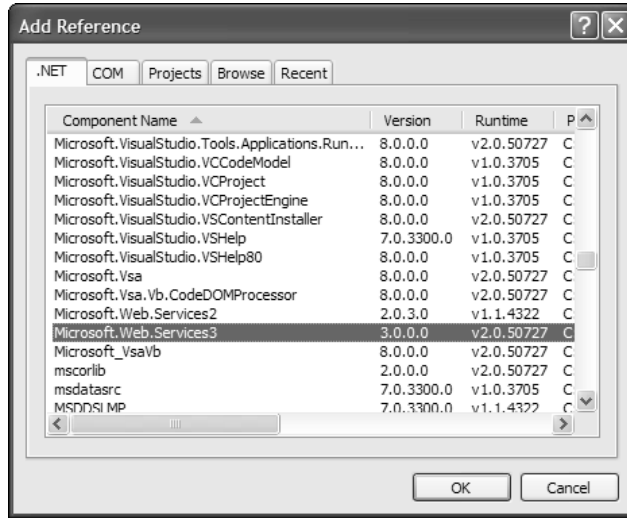 Add Reference
.NET COM Projects Browse Recent
Component Name Version Runtime P
Microsoft.VisualStudio.Tools.Applications.Run... 8.0.0.0 v2.0.50727 C
Microsoft.VisualStudio.VCCodeModel 8.0.0.0 v1.0.3705 C
Microsoft.VisualStudio.VCProject 8.0.0.0 v1.0.3705 C
Microsoft.VisualStudio.VCProjectEngine 8.0.0.0 v1.0.3705 C
Microsoft.VisualStudio.VSContentInstaller 8.0.0.0 v2.0.50727 C
Microsoft.VisualStudio.VSHelp 7.0.3300.0 v1.0.3705 C
Microsoft.VisualStudio.VSHelp80 8.0.0.0 v1.0.3705 C
Microsoft.Vsa 8.0.0.0 v2.0.50727 C
Microsoft.Vsa.Vb.CodeDOMProcessor 8.0.0.0 v2.0.50727 C
Microsoft.Web.Services2 2.0.3.0 v1.1.4322 C
Microsoft.Web.Services3 3.0.0.0 v2.0.50727 C
Microsoft_VsaVb 8.0.0.0 v2.0.50727 C
mscorlib 2.0.0.0 v2.0.50727 C
msdatasrc 7.0.3300.0 v1.0.3705 C
MSDDSLMP 7.0.3300.0 v1.1.4322 C
OK Cancel